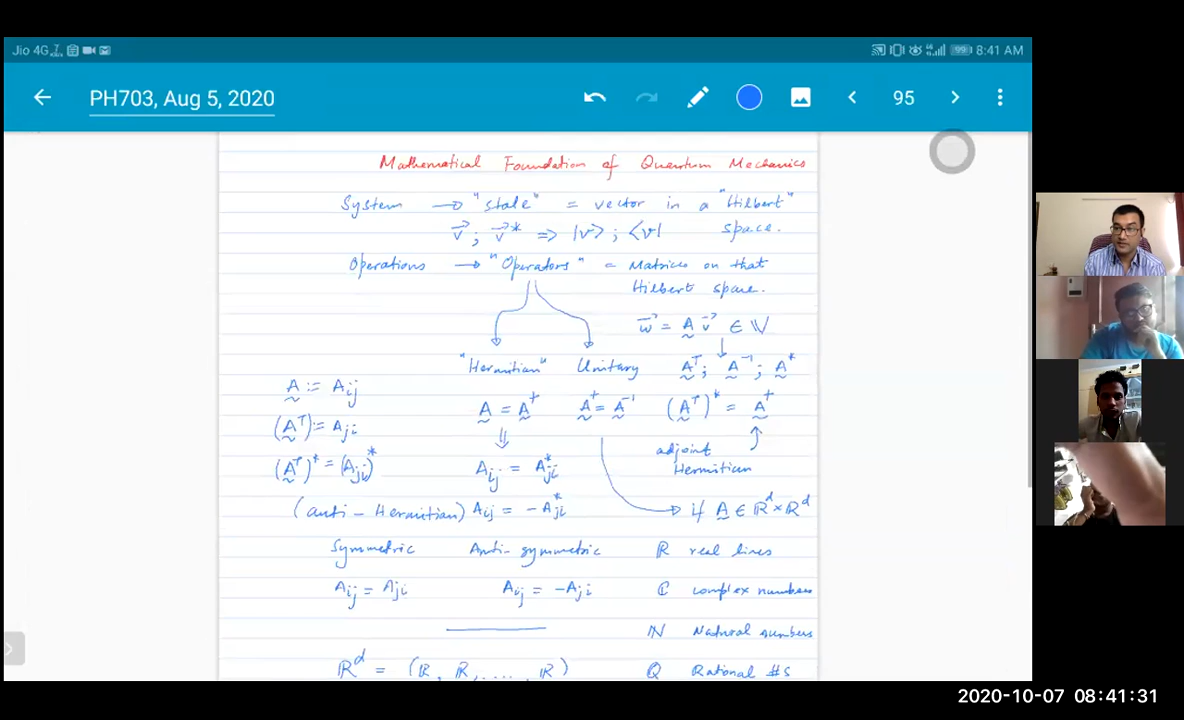 Jio 4G 99 8:41 AM
PH703, Aug 5, 2020 95
Mathematical Foundation of Quantum Mechanics
System → "state" = vector in a "Hilbert"
v⃗ ; v⃗* ⇒ |v> ; <v| space.
Operations → "Operators" = Matrices on that
Hilbert space.
w⃗ = A v⃗ ∈ V
"Hermitian" Unitary Aᵀ ; A⁻¹ ; A*
A := Aij
A = A† A† = A⁻¹ (Aᵀ)* = A†
(Aᵀ) := Aji
adjoint
Hermitian
(Aᵀ)* = (Aji)* Aij = A*ji
(anti-Hermitian) Aij = -A*ji → if A ∈ ℝᵈ × ℝᵈ
Symmetric Anti-symmetric ℝ real lines
Aij = Aji Aij = -Aji ℂ complex numbers
ℕ Natural numbers
ℝᵈ = (ℝ, ℝ, ...., ℝ) Q Rational #s
2020-10-07 08:41:31